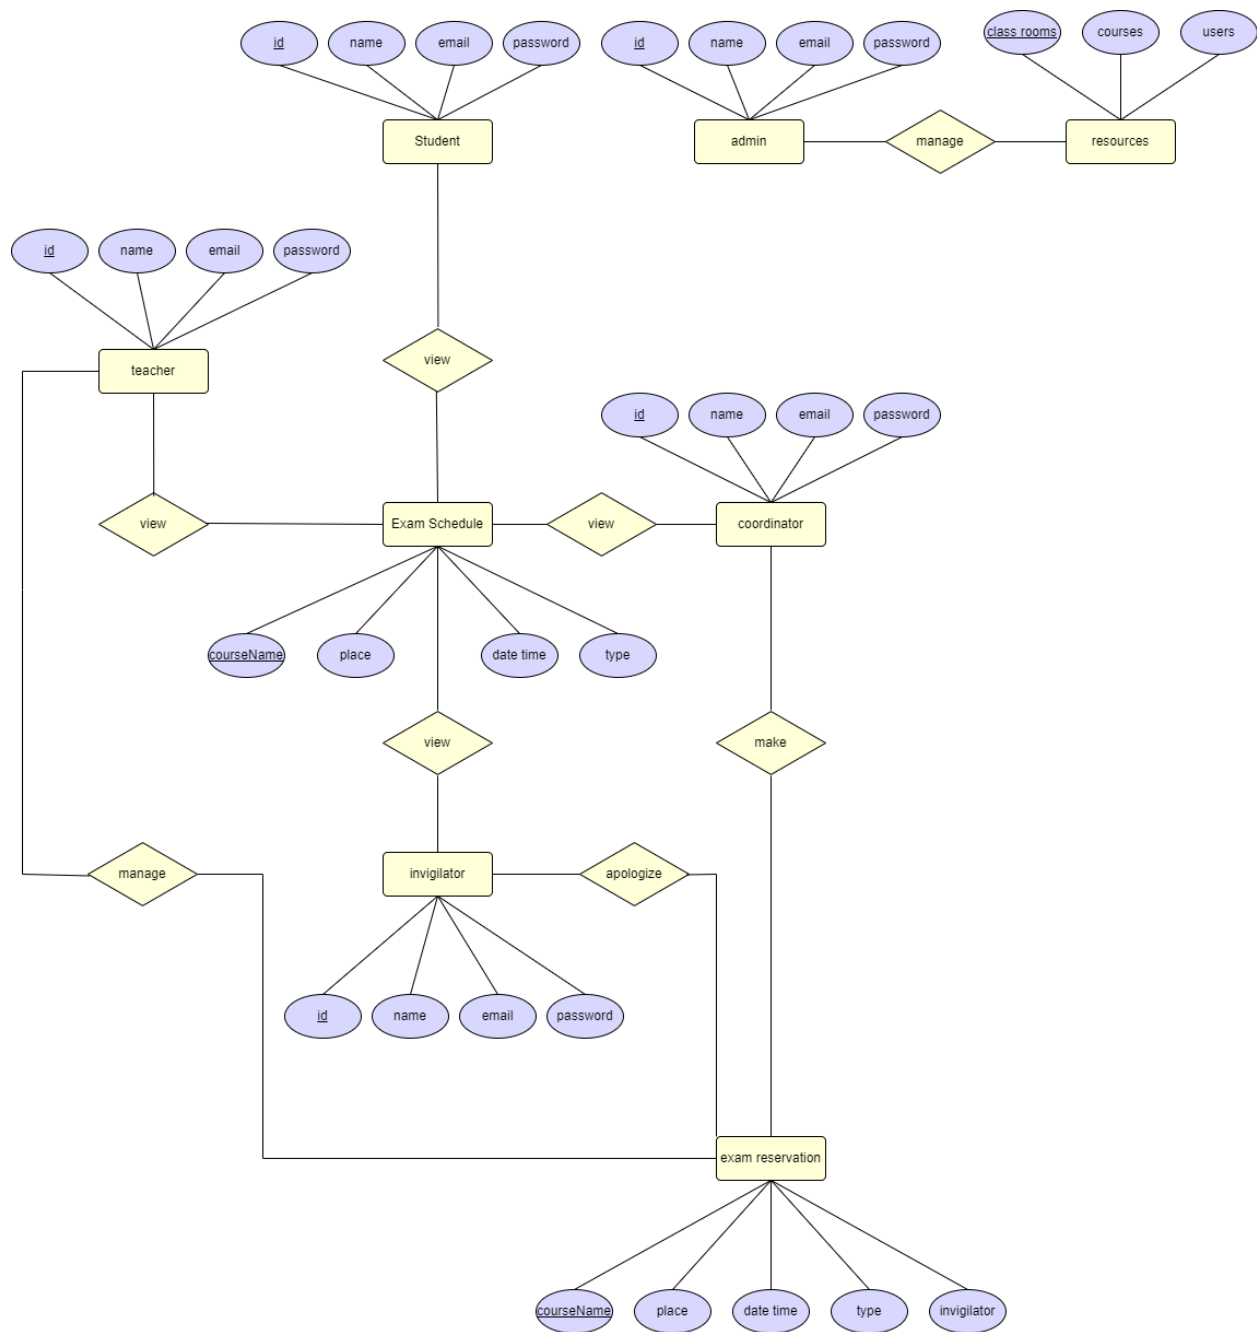 id
name
email
password
id
name
email
password
class rooms
courses
users
Student
admin
manage
resources
id
name
email
password
view
teacher
id
name
email
password
view
Exam Schedule
view
coordinator
courseName
place
date time
type
view
make
manage
invigilator
apologize
id
name
email
password
exam reservation
courseName
place
date time
type
invigilator